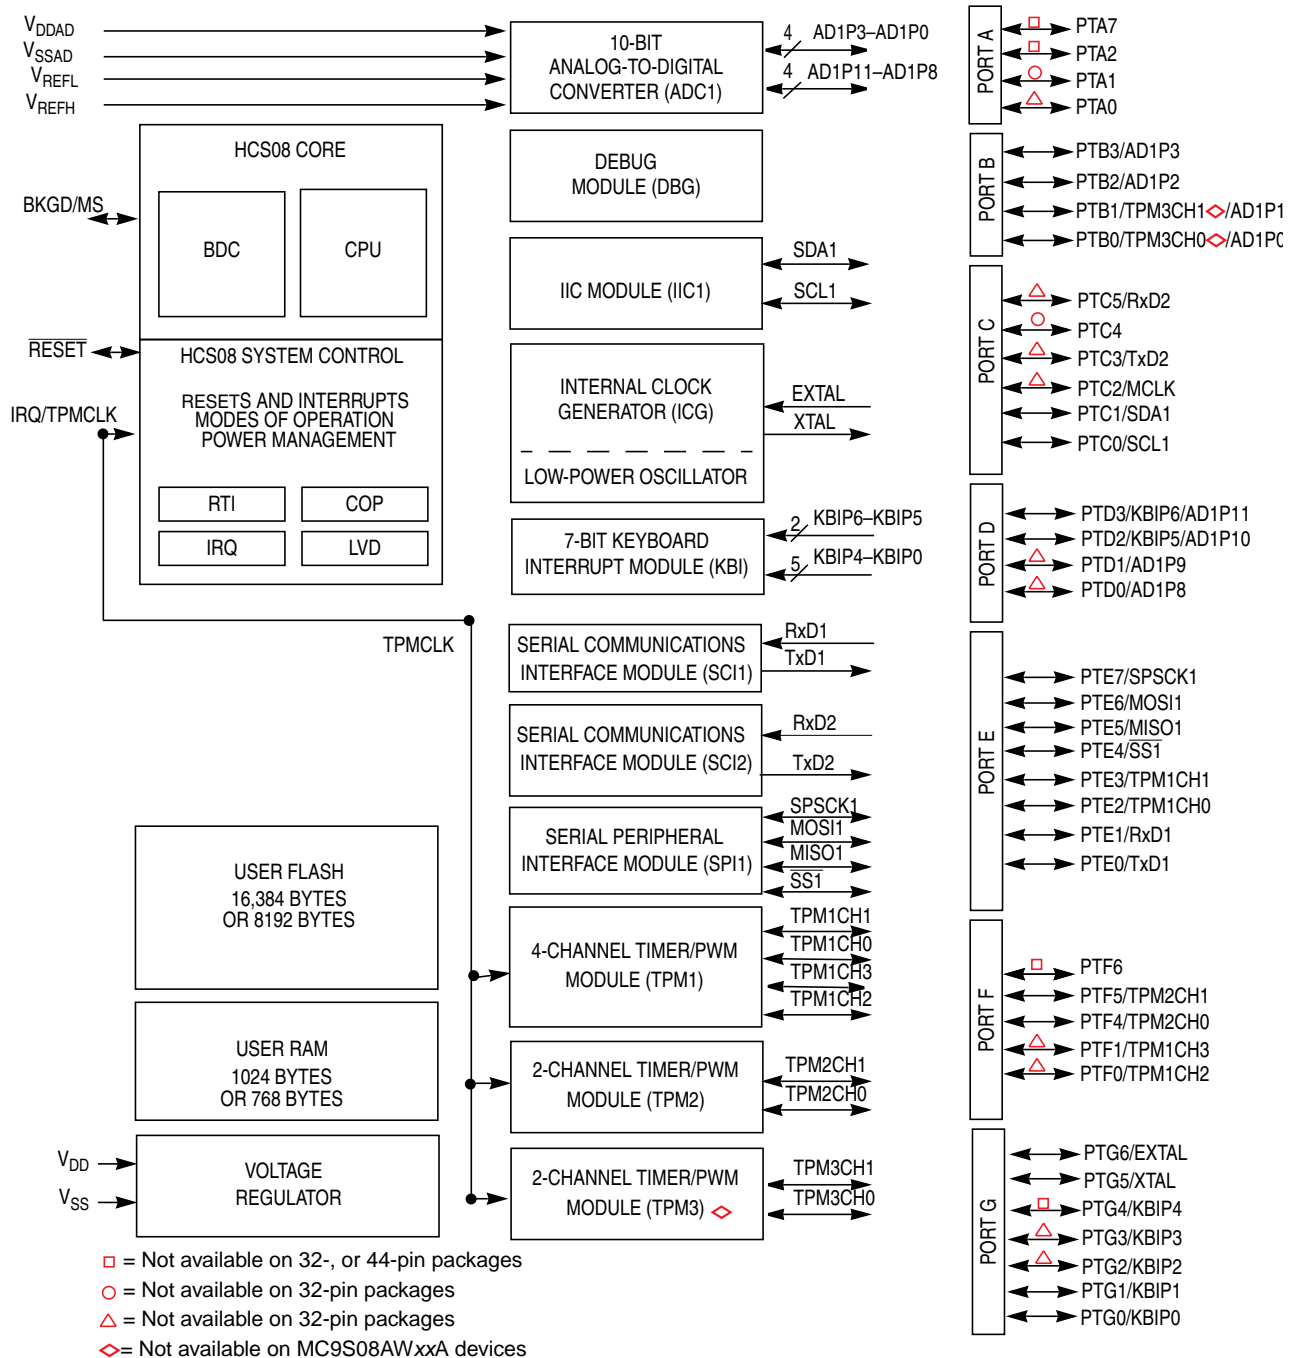 VDDAD
VSSAD
VREFL
VREFH
10-BIT
ANALOG-TO-DIGITAL
CONVERTER (ADC1)
4 AD1P3–AD1P0
4 AD1P11–AD1P8
HCS08 CORE
BDC
CPU
BKGD/MS
RESET
IRQ/TPMCLK
HCS08 SYSTEM CONTROL
RESETS AND INTERRUPTS
MODES OF OPERATION
POWER MANAGEMENT
RTI
COP
IRQ
LVD
TPMCLK
DEBUG
MODULE (DBG)
IIC MODULE (IIC1)
SDA1
SCL1
INTERNAL CLOCK
GENERATOR (ICG)
LOW-POWER OSCILLATOR
EXTAL
XTAL
7-BIT KEYBOARD
INTERRUPT MODULE (KBI)
2 KBIP6–KBIP5
5 KBIP4–KBIP0
SERIAL COMMUNICATIONS
INTERFACE MODULE (SCI1)
RxD1
TxD1
SERIAL COMMUNICATIONS
INTERFACE MODULE (SCI2)
RxD2
TxD2
SERIAL PERIPHERAL
INTERFACE MODULE (SPI1)
SPSCK1
MOSI1
MISO1
SS1
USER FLASH
16,384 BYTES
OR 8192 BYTES
4-CHANNEL TIMER/PWM
MODULE (TPM1)
TPM1CH1
TPM1CH0
TPM1CH3
TPM1CH2
USER RAM
1024 BYTES
OR 768 BYTES
2-CHANNEL TIMER/PWM
MODULE (TPM2)
TPM2CH1
TPM2CH0
VDD
VSS
VOLTAGE
REGULATOR
2-CHANNEL TIMER/PWM
MODULE (TPM3)
TPM3CH1
TPM3CH0
PORT A
PTA7
PTA2
PTA1
PTA0
PORT B
PTB3/AD1P3
PTB2/AD1P2
PTB1/TPM3CH1/AD1P1
PTB0/TPM3CH0/AD1P0
PORT C
PTC5/RxD2
PTC4
PTC3/TxD2
PTC2/MCLK
PTC1/SDA1
PTC0/SCL1
PORT D
PTD3/KBIP6/AD1P11
PTD2/KBIP5/AD1P10
PTD1/AD1P9
PTD0/AD1P8
PORT E
PTE7/SPSCK1
PTE6/MOSI1
PTE5/MISO1
PTE4/SS1
PTE3/TPM1CH1
PTE2/TPM1CH0
PTE1/RxD1
PTE0/TxD1
PORT F
PTF6
PTF5/TPM2CH1
PTF4/TPM2CH0
PTF1/TPM1CH3
PTF0/TPM1CH2
PORT G
PTG6/EXTAL
PTG5/XTAL
PTG4/KBIP4
PTG3/KBIP3
PTG2/KBIP2
PTG1/KBIP1
PTG0/KBIP0
□ = Not available on 32-, or 44-pin packages
○ = Not available on 32-pin packages
△ = Not available on 32-pin packages
◇= Not available on MC9S08AWxxA devices